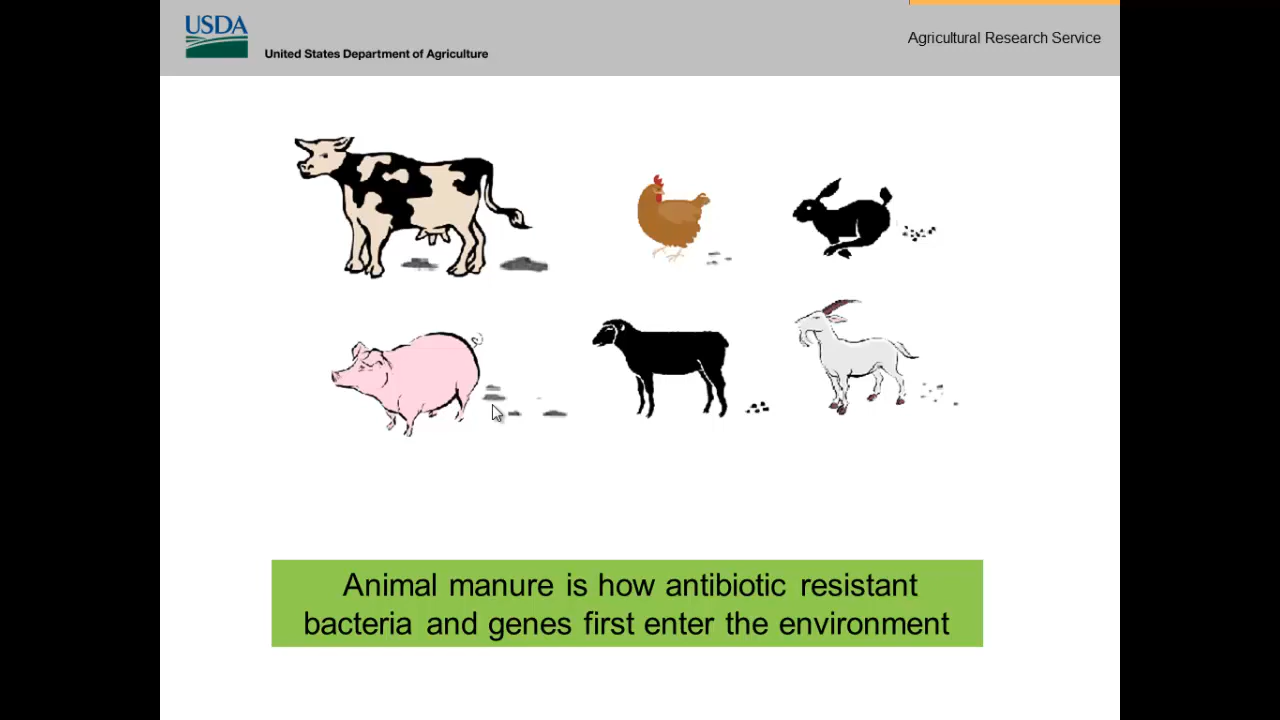 USDA
United States Department of Agriculture
Agricultural Research Service
Animal manure is how antibiotic resistant
bacteria and genes first enter the environment